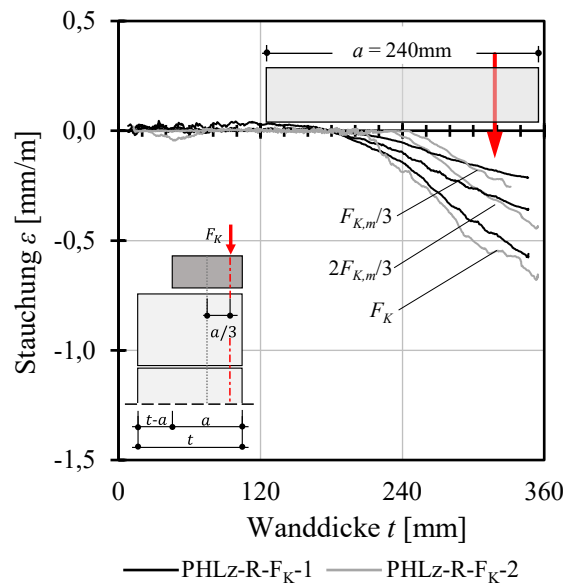 0,5
0,0
-0,5
-1,0
-1,5
Stauchung ε [mm/m]
a = 240mm
F_K,m/3
2F_K,m/3
F_K
F_K
a/3
t-a
a
t
0
120
240
360
Wanddicke t [mm]
PHLz-R-F_K-1
PHLz-R-F_K-2